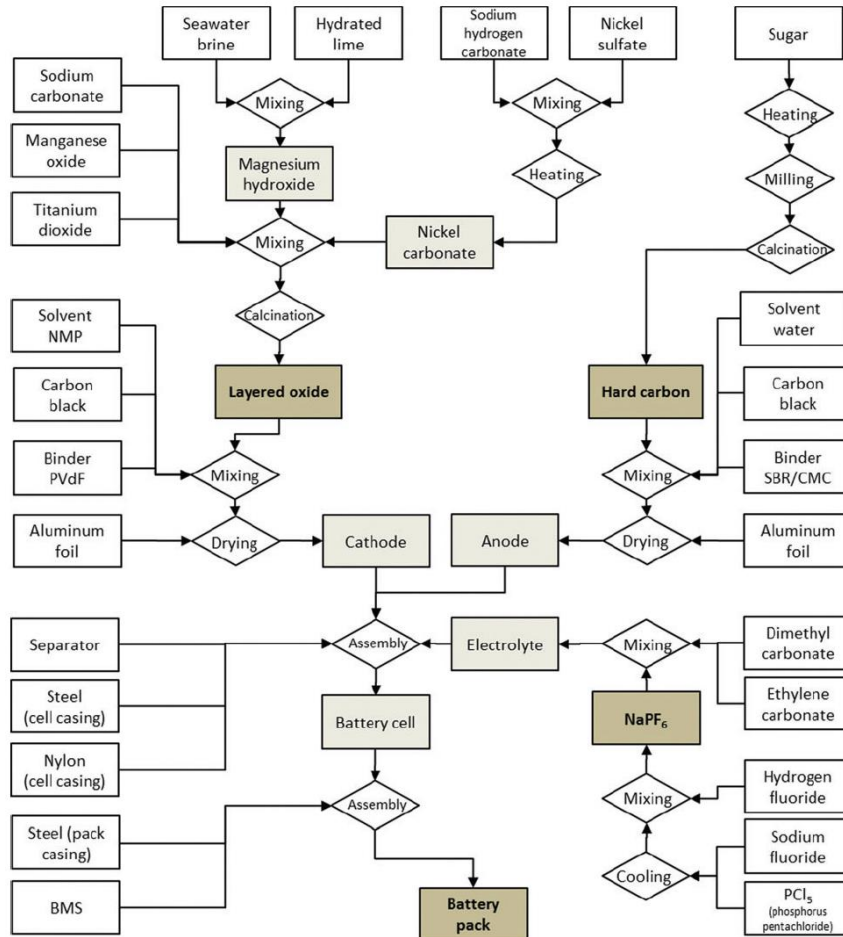 Seawater
brine
Hydrated
lime
Sodium
hydrogen
carbonate
Nickel
sulfate
Sugar
Sodium
carbonate
Mixing
Mixing
Heating
Manganese
oxide
Magnesium
hydroxide
Heating
Milling
Titanium
dioxide
Mixing
Nickel
carbonate
Calcination
Solvent
NMP
Calcination
Solvent
water
Carbon
black
Layered oxide
Hard carbon
Carbon
black
Binder
PVdF
Mixing
Mixing
Binder
SBR/CMC
Aluminum
foil
Drying
Cathode
Anode
Drying
Aluminum
foil
Separator
Assembly
Electrolyte
Mixing
Dimethyl
carbonate
Steel
(cell casing)
Battery cell
NaPF₆
Ethylene
carbonate
Nylon
(cell casing)
Assembly
Mixing
Hydrogen
fluoride
Steel (pack
casing)
Sodium
fluoride
Cooling
BMS
Battery
pack
PCl₅
(phosphorus
pentachloride)